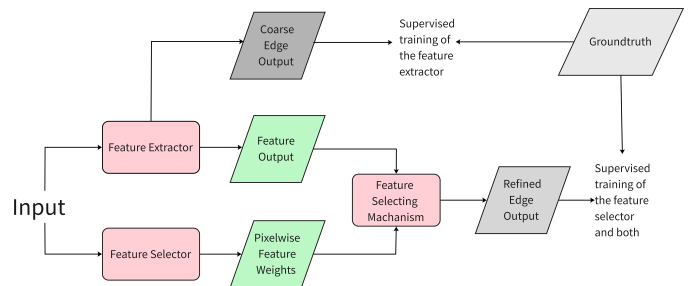 Coarse
Edge
Output
Supervised
training of
the feature
extractor
Groundtruth
Feature Extractor
Feature
Output
Input
Feature
Selecting
Machanism
Refined
Edge
Output
Supervised
training of
the feature
selector
and both
Feature Selector
Pixelwise
Feature
Weights